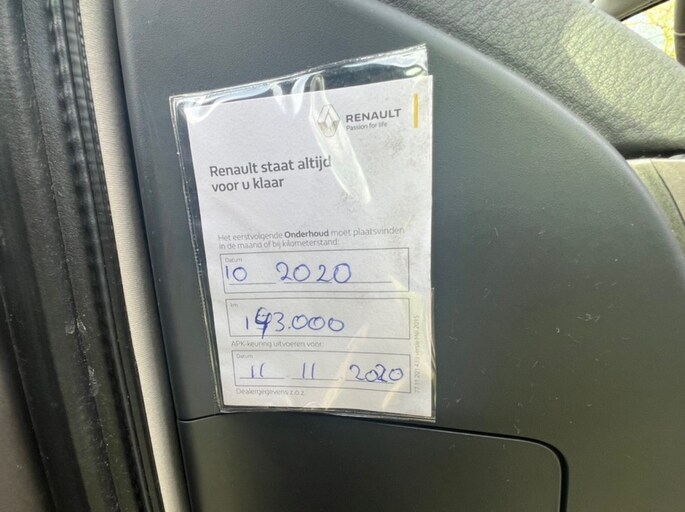 RENAULT
Passion for life
Renault staat altijd
voor u klaar
Het eerstvolgende Onderhoud moet plaatsvinden
in de maand of bij kilometerstand:
Datum
10 2020
km
193.000
APK-keuring uitvoeren voor:
Datum
11 11 2020
Dealergegevens z.o.z.